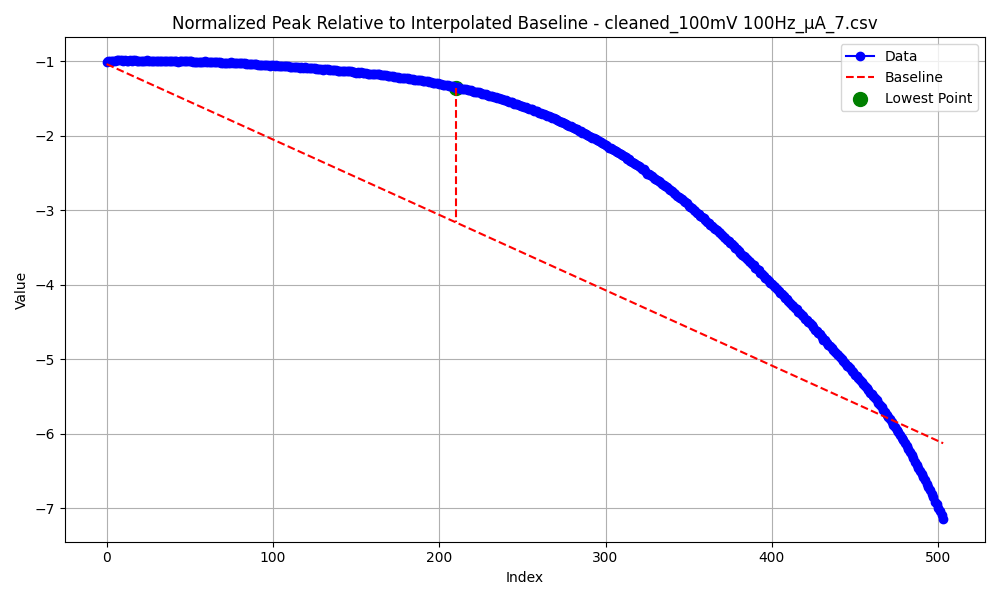 Normalized Peak Relative to Interpolated Baseline - cleaned_100mV 100Hz_μA_7.csv
Data
Baseline
Lowest Point
Value
−1
−2
−3
−4
−5
−6
−7
0 100 200 300 400 500
Index